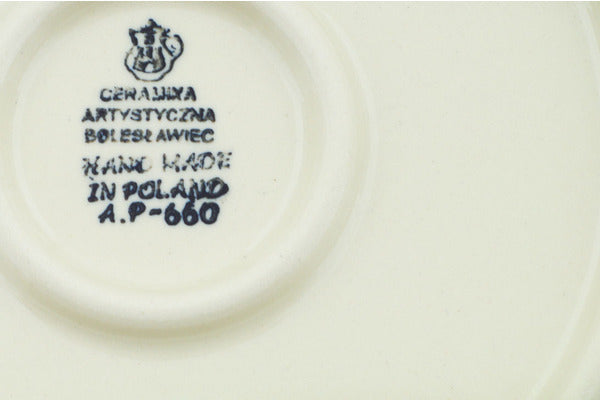 CERAMIKA
ARTYSTYCZNA
BOLESŁAWIEC
HAND MADE
IN POLAND
A.P-660